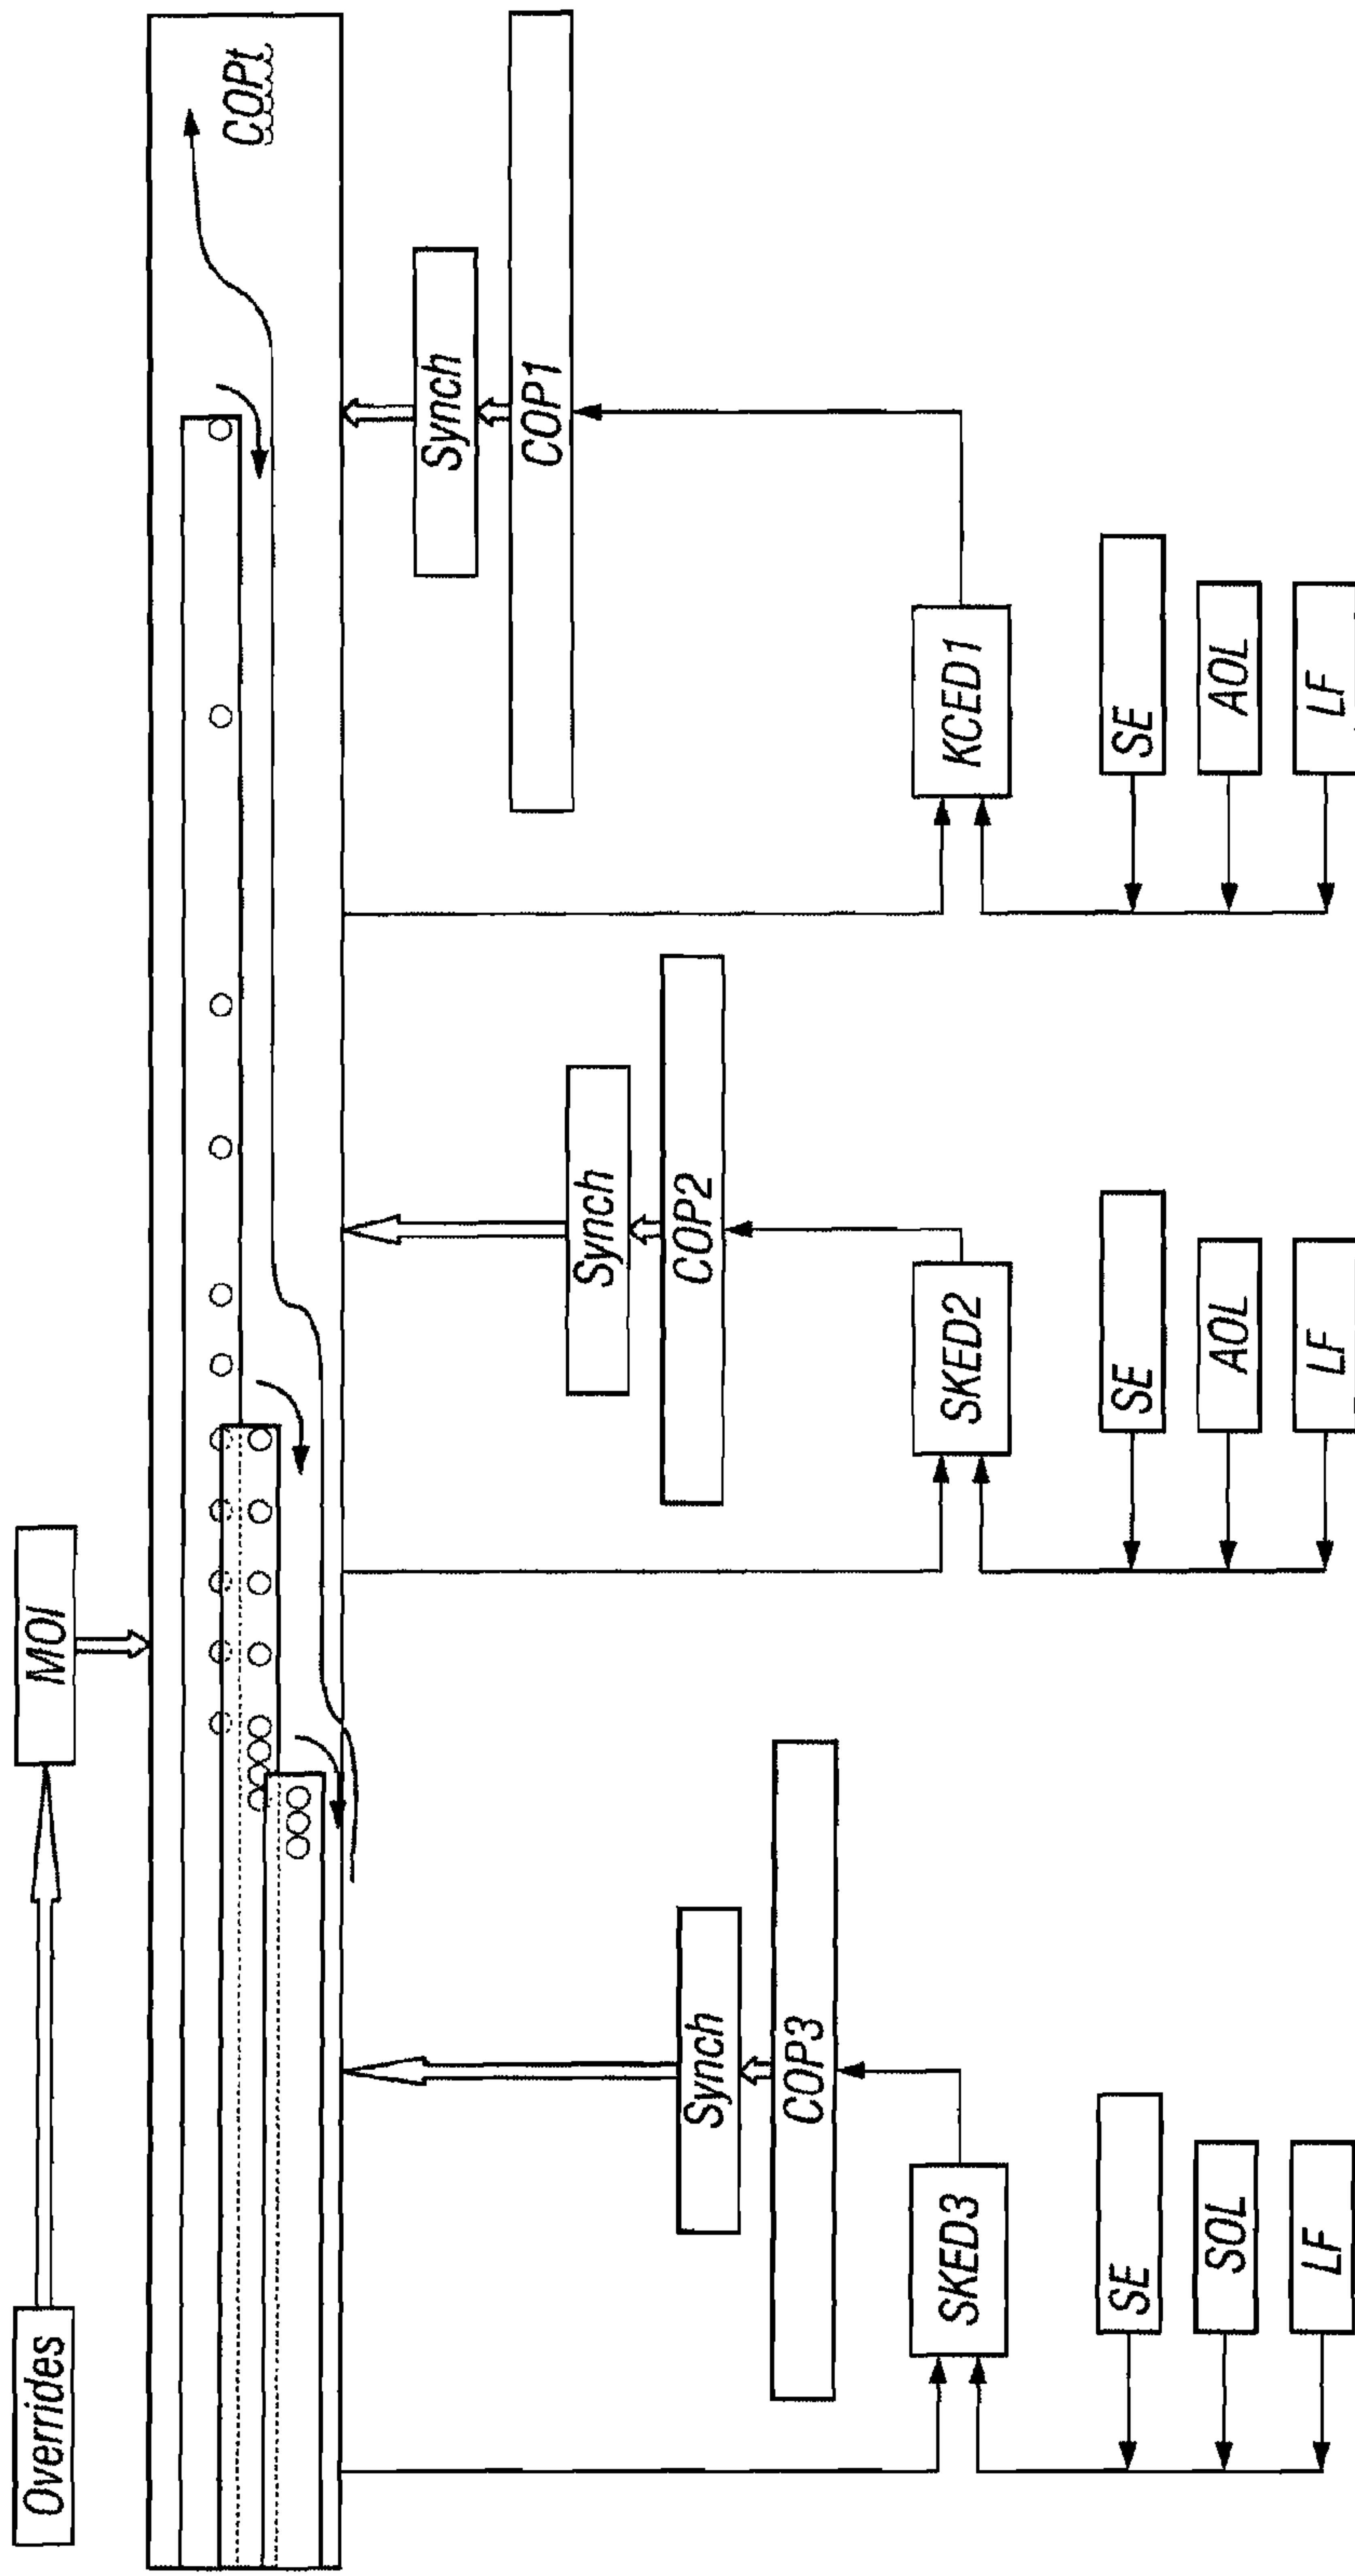 Overrides
MOI
COPt
Synch
COP1
Synch
COP2
Synch
COP3
SKED3
SKED2
KCED1
SE
SE
SE
SOL
AOL
AOL
LF
LF
LF